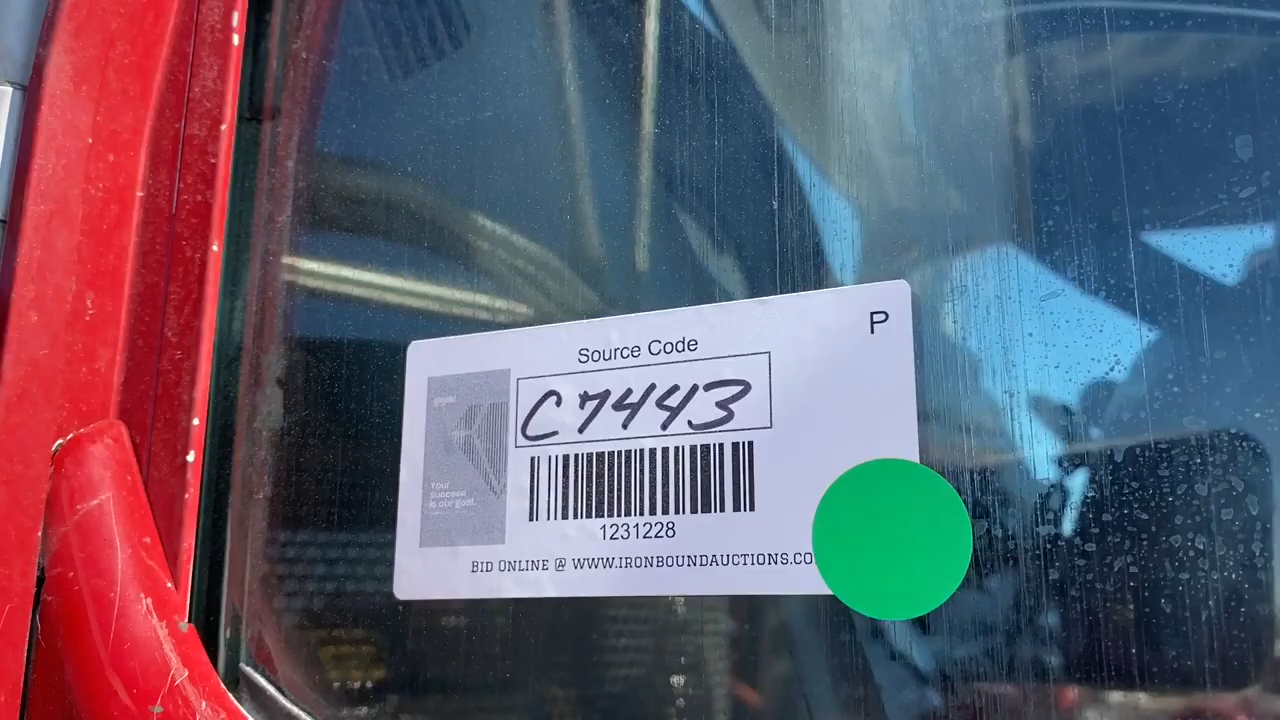 P
Source Code
C7443
Your
success
is our goal.
1231228
BID ONLINE @ WWW.IRONBOUNDAUCTIONS.CO